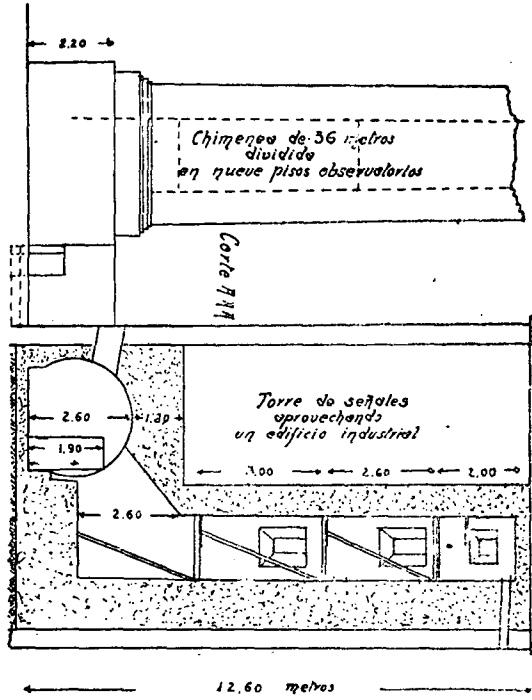 2.20
Chimenea de 36 metros
dividida
en nueve pisos observatorios
Corte
Torre de señales
aprovechando
un edificio industrial
2.60
1.20
1.90
3.00
2.60
2.00
2.60
12,60 metros